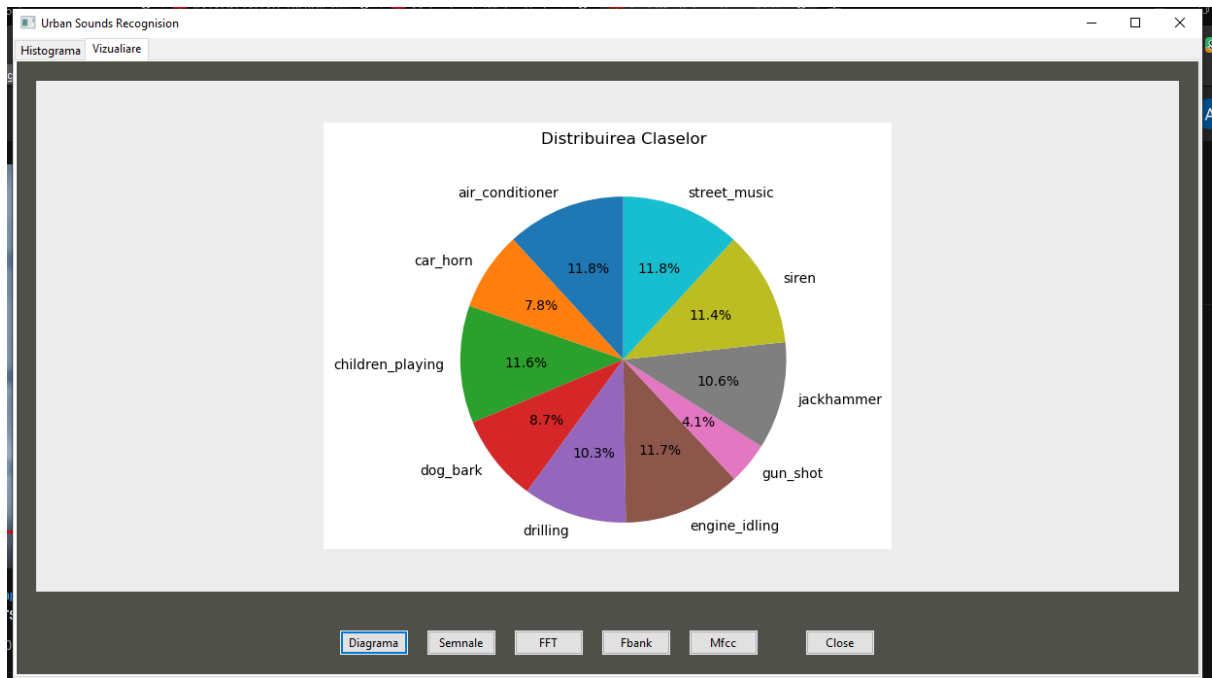 Urban Sounds Recognision
Histograma Vizualiare
Distribuirea Claselor
air_conditioner street_music
car_horn siren
11.8% 11.8%
7.8% 11.4%
children_playing 11.6% 10.6% jackhammer
8.7% 4.1%
10.3% 11.7%
dog_bark gun_shot
drilling engine_idling
Diagrama Semnale FFT Fbank Mfcc Close